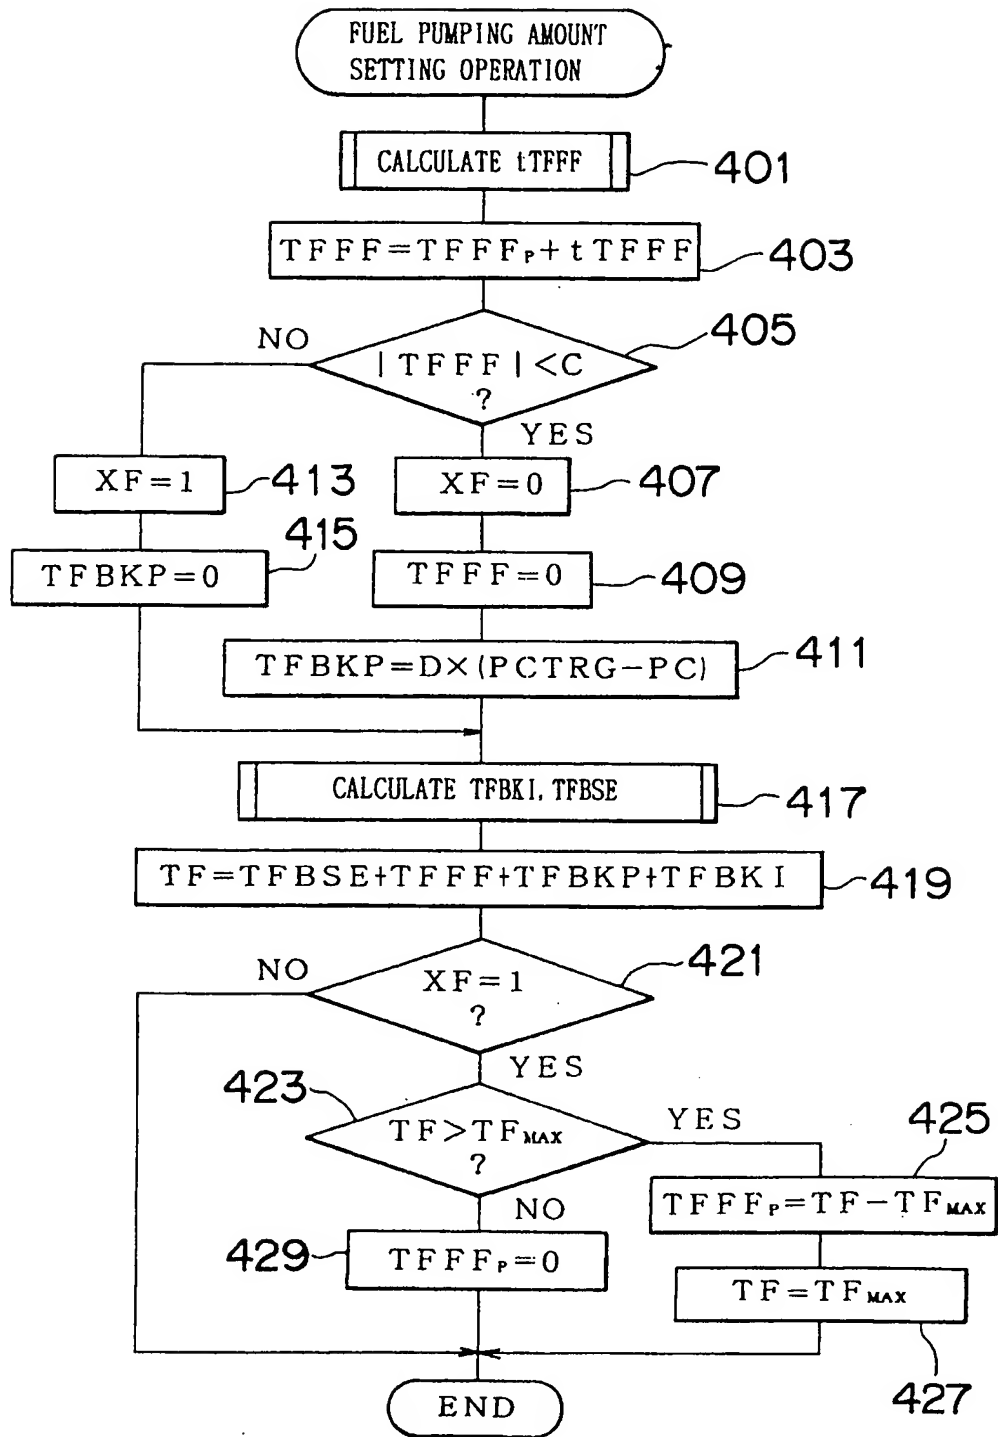 FUEL PUMPING AMOUNT
SETTING OPERATION
CALCULATE tTFFF
401
TFFF=TFFFP+tTFFF
403
405
NO
|TFFF|<C
?
YES
XF=1
413
XF=0
407
415
TFBKP=0
TFFF=0
409
TFBKP=D×(PCTRG-PC)
411
CALCULATE TFBKI, TFBSE
417
TF=TFBSE+TFFF+TFBKP+TFBKI
419
421
NO
XF=1
?
YES
423
TF>TFMAX
?
YES
425
TFFFP=TF-TFMAX
NO
429
TFFFP=0
TF=TFMAX
427
END